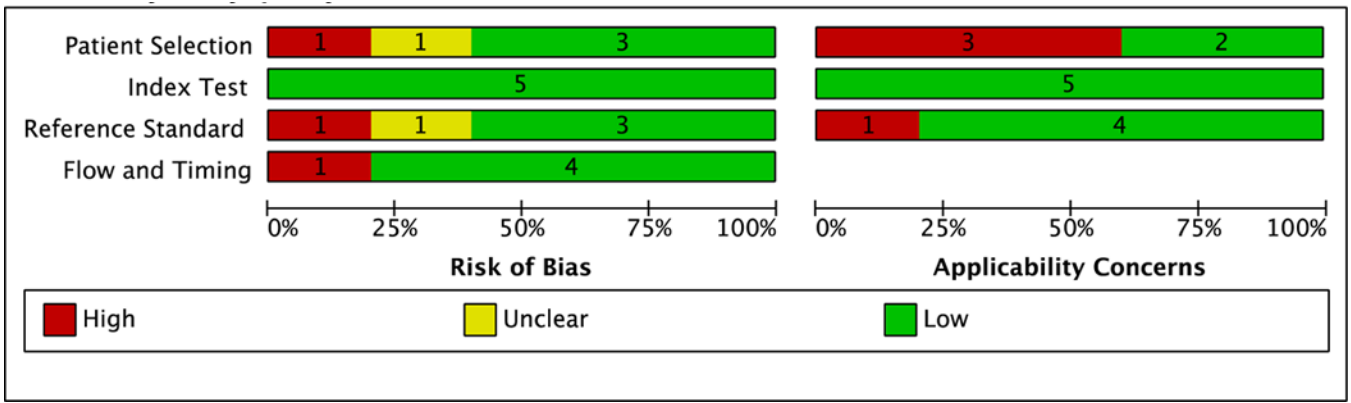 Patient Selection 1 1 3 3 2
Index Test 5 5
Reference Standard 1 1 3 1 4
Flow and Timing 1 4
0% 25% 50% 75% 100% 0% 25% 50% 75% 100%
Risk of Bias Applicability Concerns
High Unclear Low